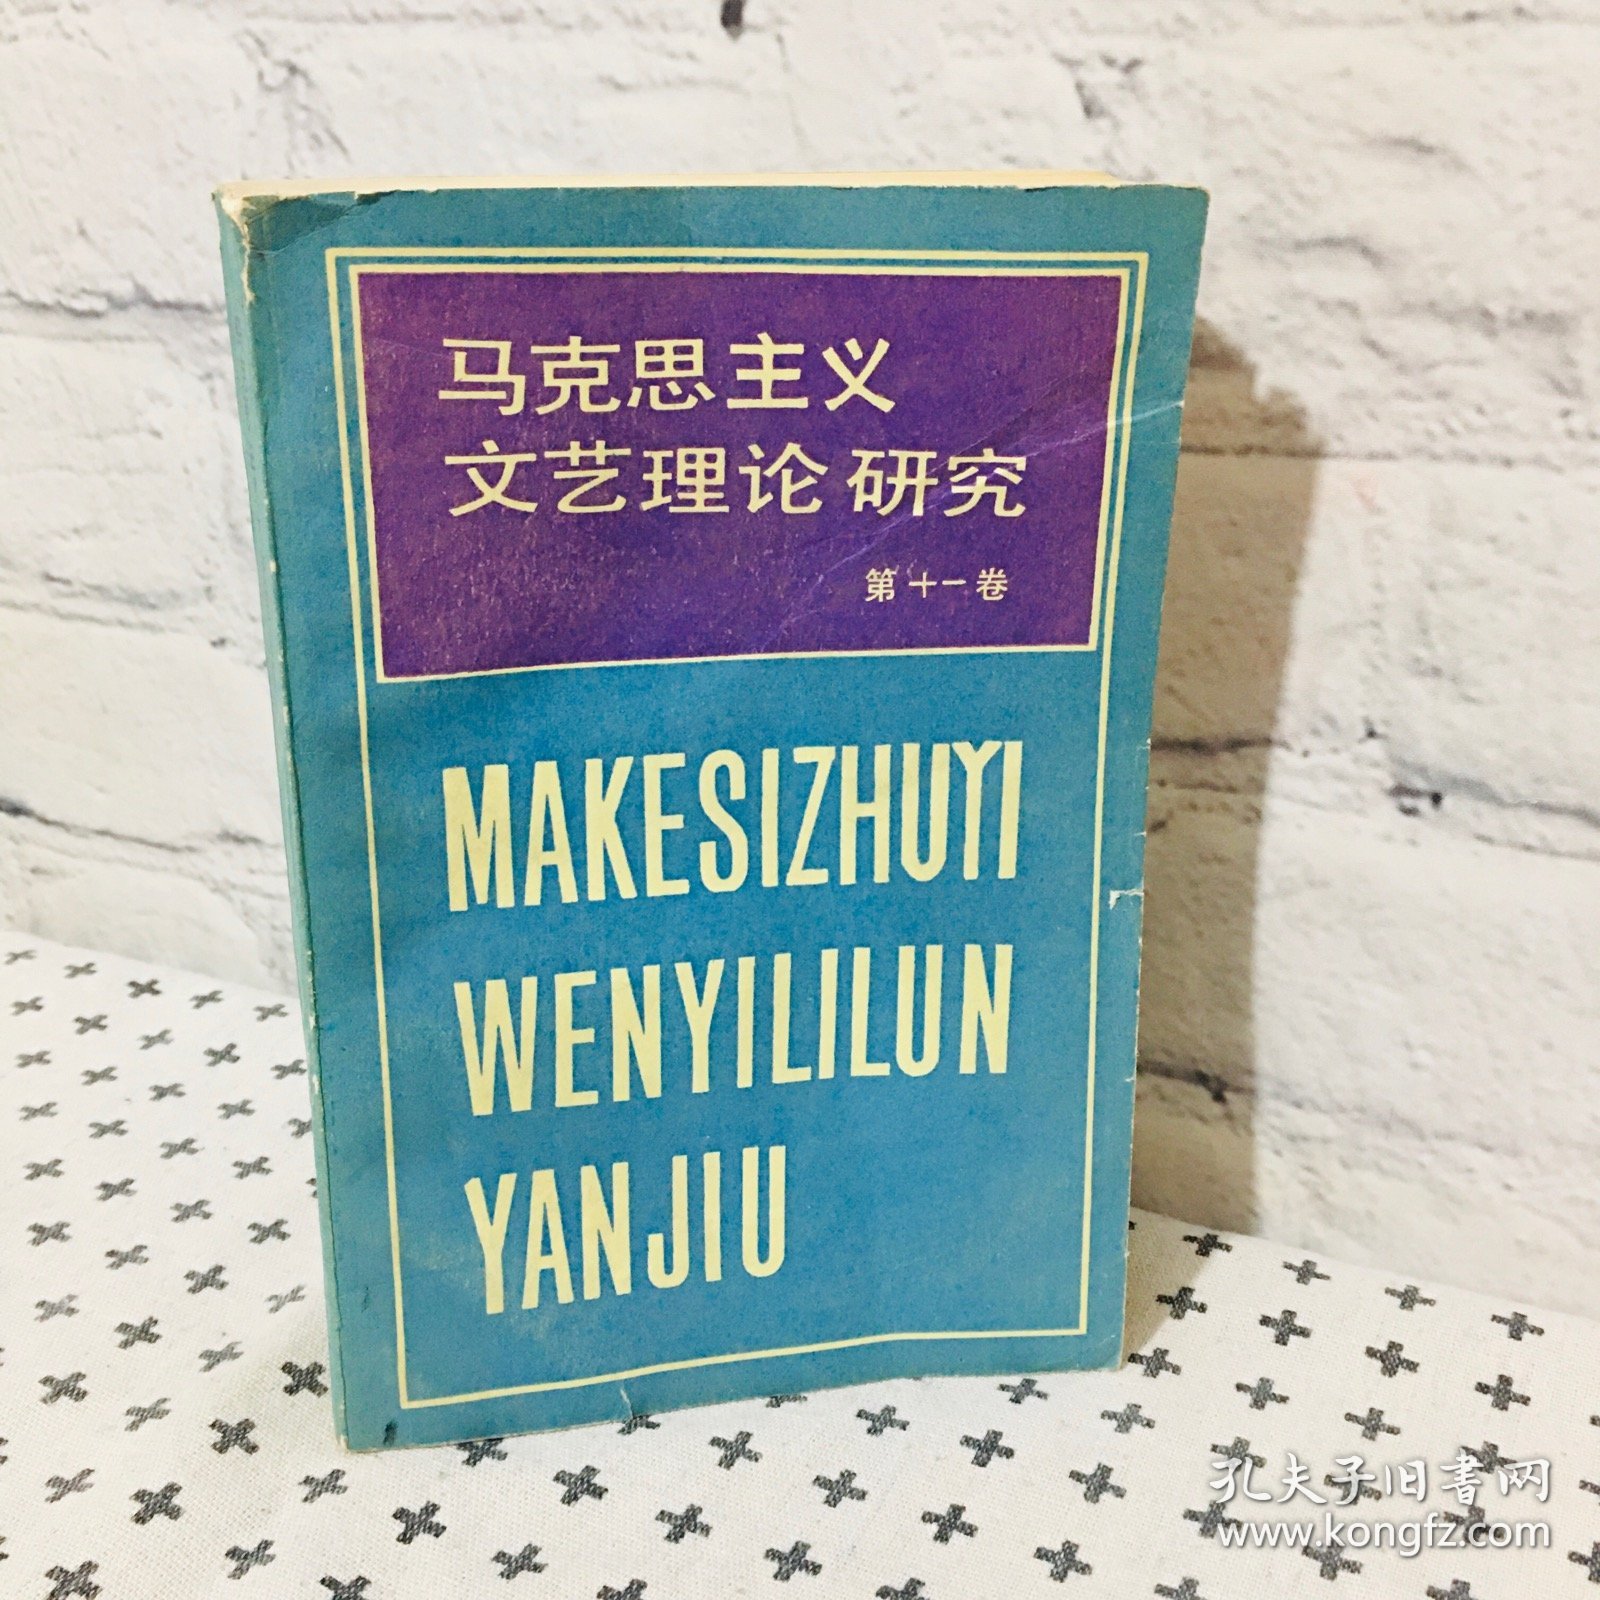 马克思主义
文艺理论研究
第十一卷
MAKESIZHUYI
WENYILILUN
YANJIU
孔夫子旧书网
www.kongfz.com